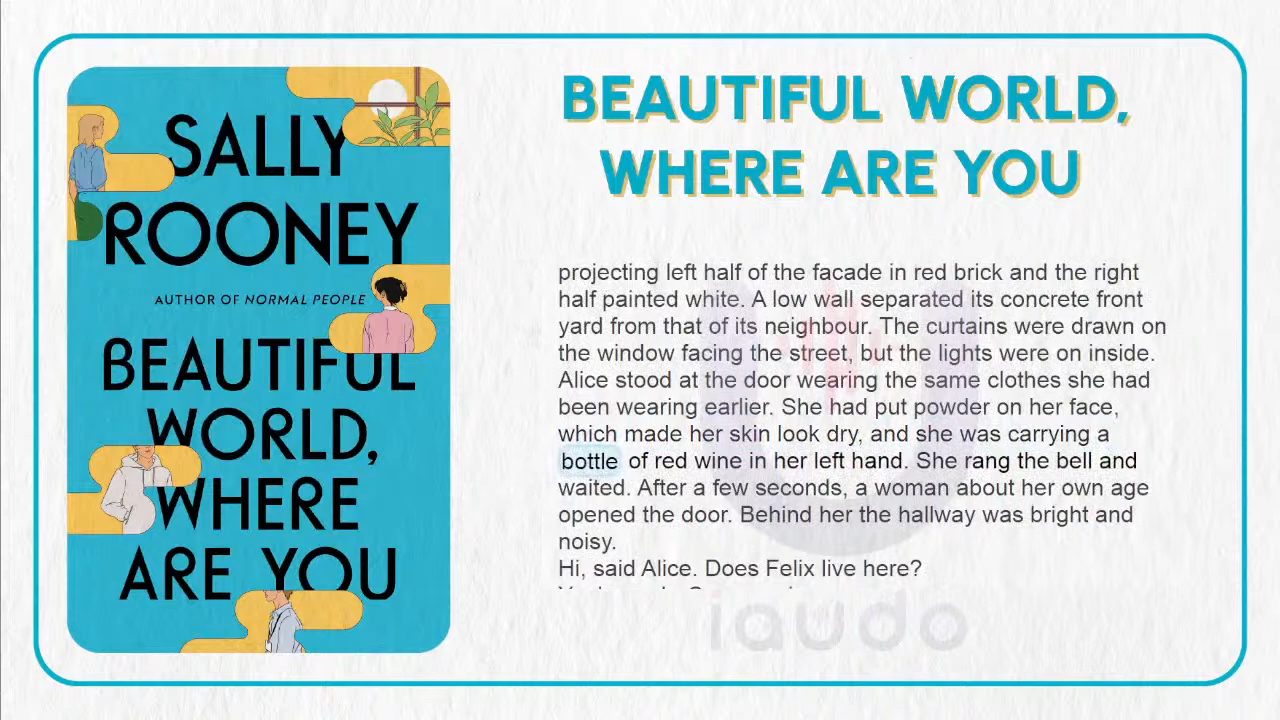 SALLY
ROONEY
AUTHOR OF NORMAL PEOPLE
BEAUTIFUL
WORLD,
WHERE
ARE YOU
BEAUTIFUL WORLD,
WHERE ARE YOU
projecting left half of the facade in red brick and the right
half painted white. A low wall separated its concrete front
yard from that of its neighbour. The curtains were drawn on
the window facing the street, but the lights were on inside.
Alice stood at the door wearing the same clothes she had
been wearing earlier. She had put powder on her face,
which made her skin look dry, and she was carrying a
bottle of red wine in her left hand. She rang the bell and
waited. After a few seconds, a woman about her own age
opened the door. Behind her the hallway was bright and
noisy.
Hi, said Alice. Does Felix live here?
iaudo